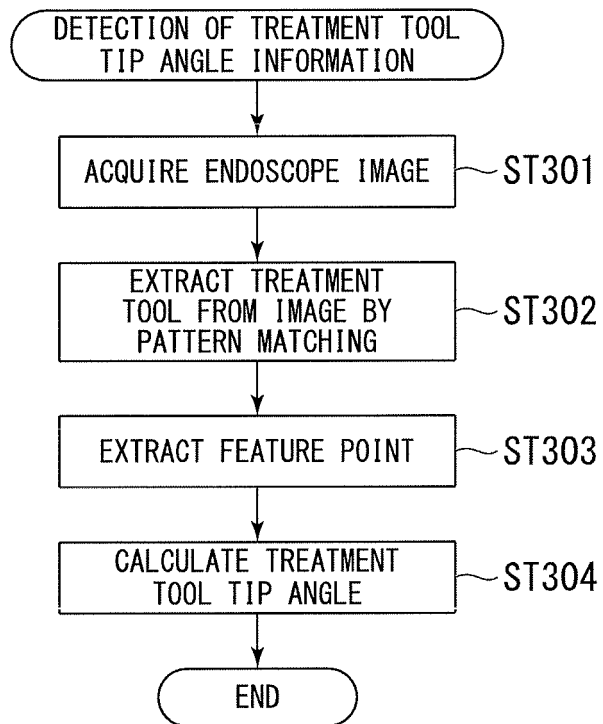 DETECTION OF TREATMENT TOOL
TIP ANGLE INFORMATION
ACQUIRE ENDOSCOPE IMAGE
ST301
EXTRACT TREATMENT
TOOL FROM IMAGE BY
PATTERN MATCHING
ST302
EXTRACT FEATURE POINT
ST303
CALCULATE TREATMENT
TOOL TIP ANGLE
ST304
END